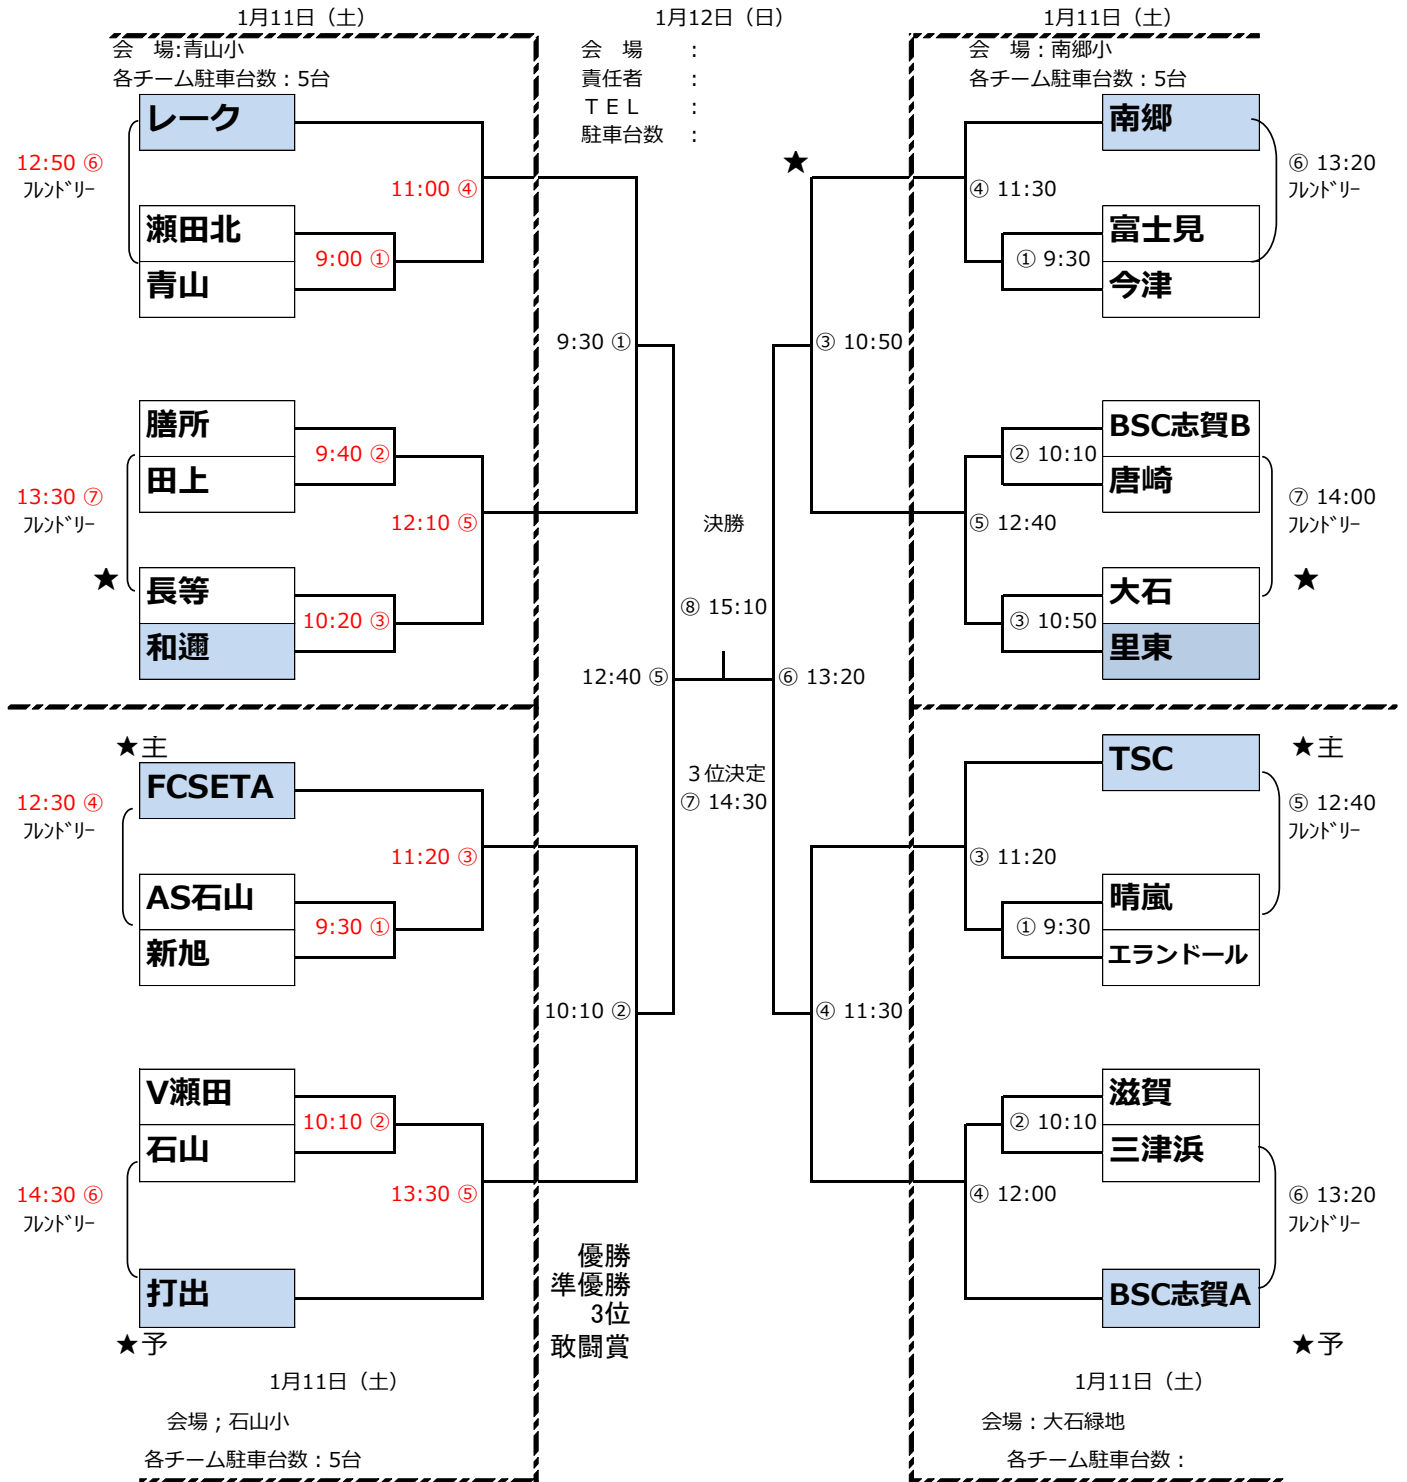 1月11日（土）
会　場:青山小
各チーム駐車台数：5台
レーク
12:50 ⑥
ﾌﾚﾝﾄﾞﾘｰ
11:00 ④
瀬田北
9:00 ①
青山
膳所
9:40 ②
田上
13:30 ⑦
ﾌﾚﾝﾄﾞﾘｰ
12:10 ⑤
★
長等
10:20 ③
和邇
1月12日（日）
会　場　：
責任者　：
ＴＥＬ　：
駐車台数　：
★
9:30 ①
③ 10:50
決勝
⑧ 15:10
12:40 ⑤
⑥ 13:20
３位決定
⑦ 14:30
10:10 ②
④ 11:30
優勝
準優勝
3位
敢闘賞
1月11日（土）
会　場：南郷小
各チーム駐車台数：5台
南郷
⑥ 13:20
ﾌﾚﾝﾄﾞﾘｰ
④ 11:30
富士見
① 9:30
今津
BSC志賀B
② 10:10
唐崎
⑦ 14:00
ﾌﾚﾝﾄﾞﾘｰ
⑤ 12:40
大石
★
③ 10:50
里東
★主
FCSETA
12:30 ④
ﾌﾚﾝﾄﾞﾘｰ
11:20 ③
AS石山
9:30 ①
新旭
V瀬田
10:10 ②
石山
14:30 ⑥
ﾌﾚﾝﾄﾞﾘｰ
13:30 ⑤
打出
★予
1月11日（土）
会場；石山小
各チーム駐車台数：5台
★主
TSC
⑤ 12:40
ﾌﾚﾝﾄﾞﾘｰ
③ 11:20
晴嵐
① 9:30
エランドール
滋賀
② 10:10
三津浜
⑥ 13:20
ﾌﾚﾝﾄﾞﾘｰ
④ 12:00
BSC志賀A
★予
1月11日（土）
会場：大石緑地
各チーム駐車台数：